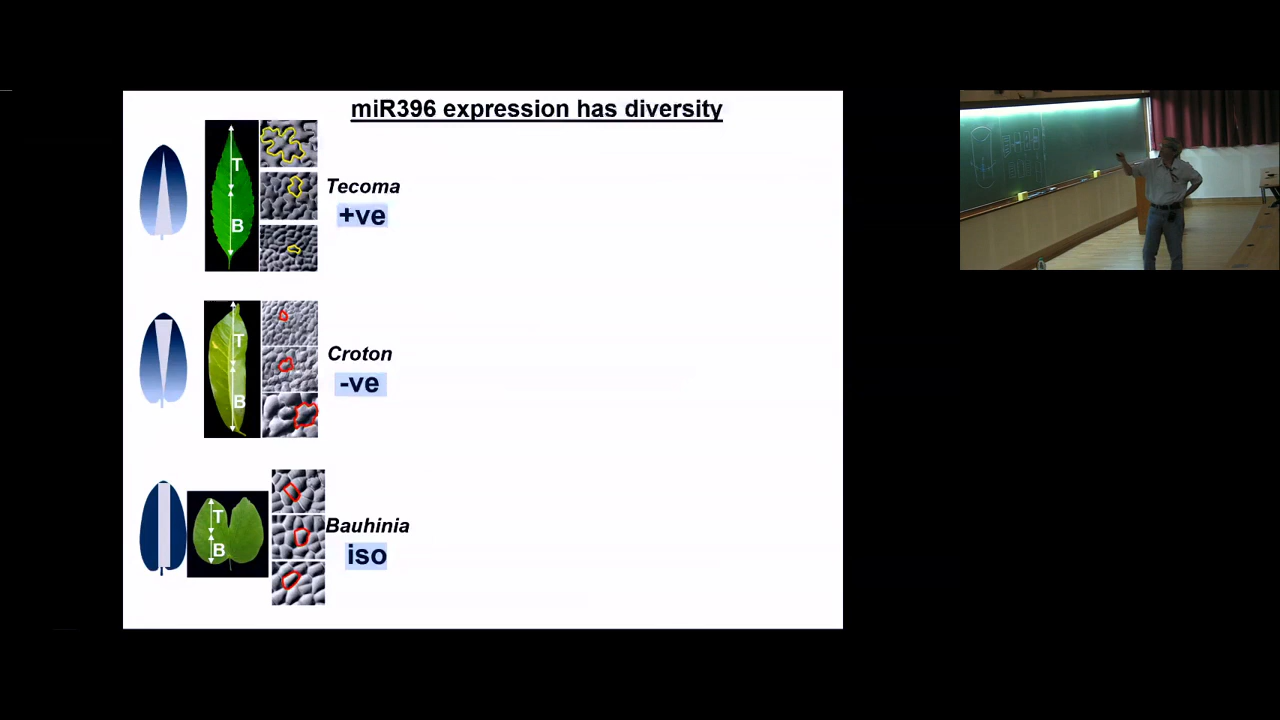 miR396 expression has diversity
T
B
Tecoma
+ve
T
B
Croton
-ve
T
B
Bauhinia
iso